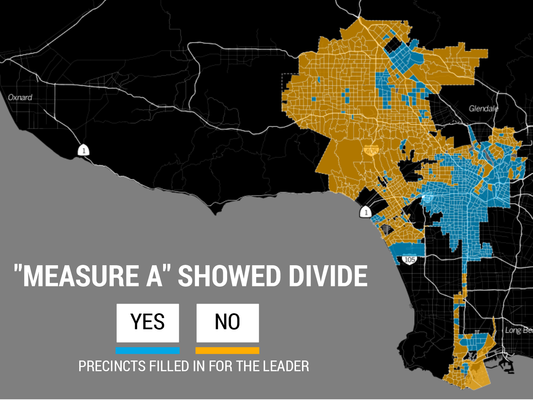 Oxnard
Glendale
1
1
105
Long Be
"MEASURE A" SHOWED DIVIDE
YES
NO
PRECINCTS FILLED IN FOR THE LEADER